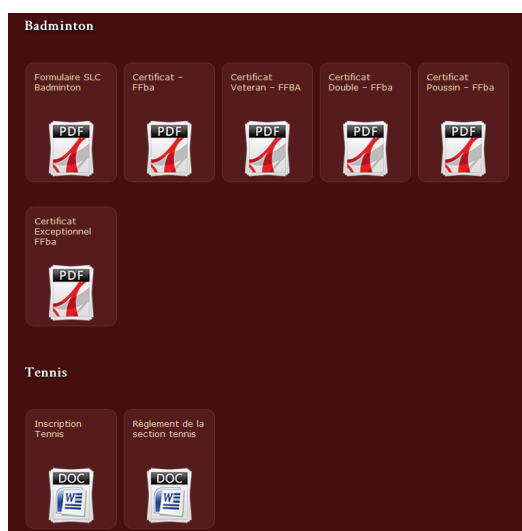 Badminton
Formulaire SLC
Badminton
PDF
Certificat –
FFba
PDF
Certificat
Veteran – FFBA
PDF
Certificat
Double – FFba
PDF
Certificat
Poussin – FFba
PDF
Certificat
Exceptionnel
FFba
PDF
Tennis
Inscription
Tennis
DOC
W
Règlement de la
section tennis
DOC
W